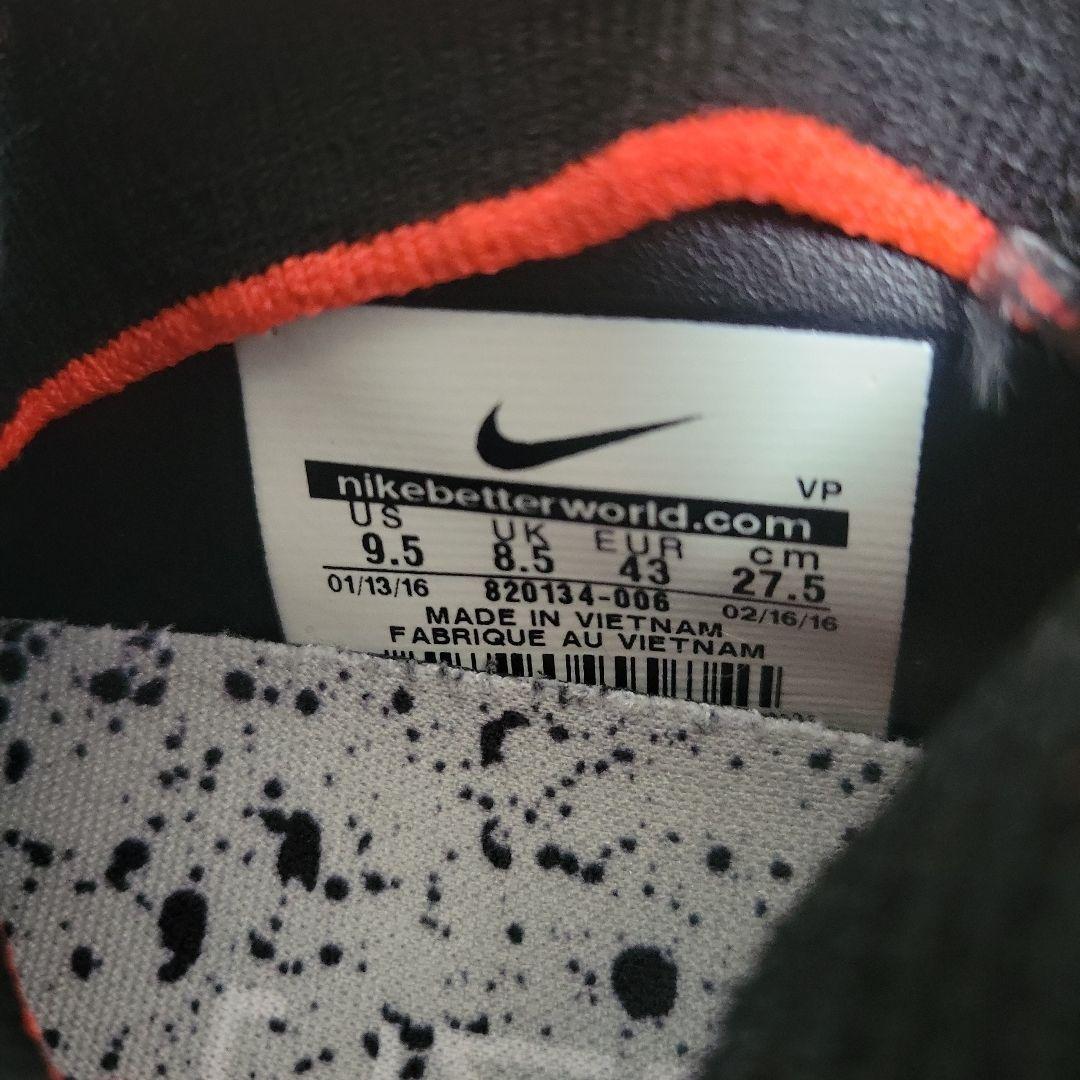 VP
nikebetterworld.com
US UK EUR cm
9.5 8.5 43 27.5
01/13/16 820134-006 02/16/16
MADE IN VIETNAM
FABRIQUE AU VIETNAM